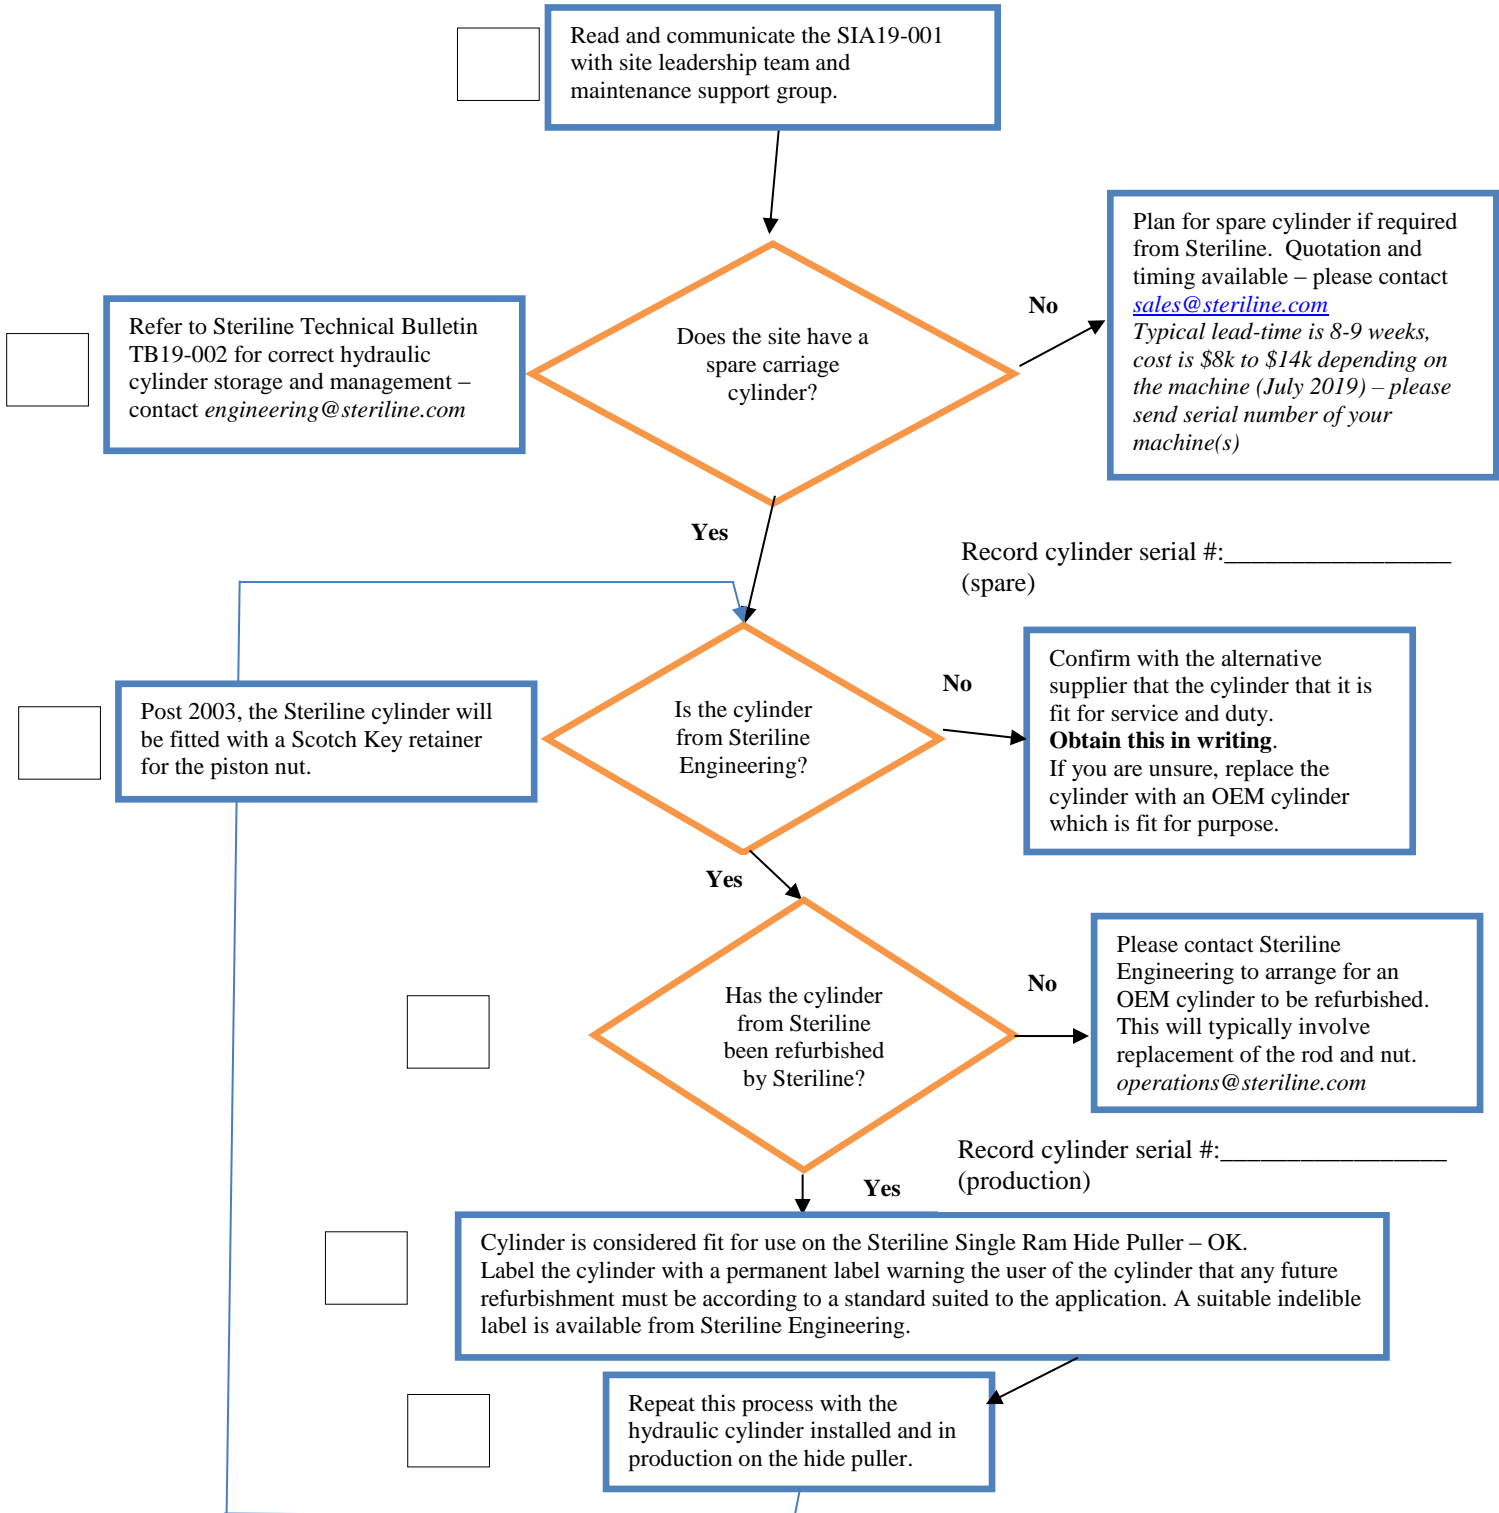 Read and communicate the SIA19-001
with site leadership team and
maintenance support group.
Plan for spare cylinder if required
from Steriline.  Quotation and
timing available – please contact
sales@steriline.com
Typical lead-time is 8-9 weeks,
cost is $8k to $14k depending on
the machine (July 2019) – please
send serial number of your
machine(s)
No
Refer to Steriline Technical Bulletin
TB19-002 for correct hydraulic
cylinder storage and management –
contact engineering@steriline.com
Does the site have a
spare carriage
cylinder?
Yes
Record cylinder serial #:_________________
(spare)
Confirm with the alternative
supplier that the cylinder that it is
fit for service and duty.
Obtain this in writing.
If you are unsure, replace the
cylinder with an OEM cylinder
which is fit for purpose.
No
Post 2003, the Steriline cylinder will
be fitted with a Scotch Key retainer
for the piston nut.
Is the cylinder
from Steriline
Engineering?
Yes
Please contact Steriline
Engineering to arrange for an
OEM cylinder to be refurbished.
This will typically involve
replacement of the rod and nut.
operations@steriline.com
No
Has the cylinder
from Steriline
been refurbished
by Steriline?
Record cylinder serial #:_________________
(production)
Yes
Cylinder is considered fit for use on the Steriline Single Ram Hide Puller – OK.
Label the cylinder with a permanent label warning the user of the cylinder that any future
refurbishment must be according to a standard suited to the application. A suitable indelible
label is available from Steriline Engineering.
Repeat this process with the
hydraulic cylinder installed and in
production on the hide puller.